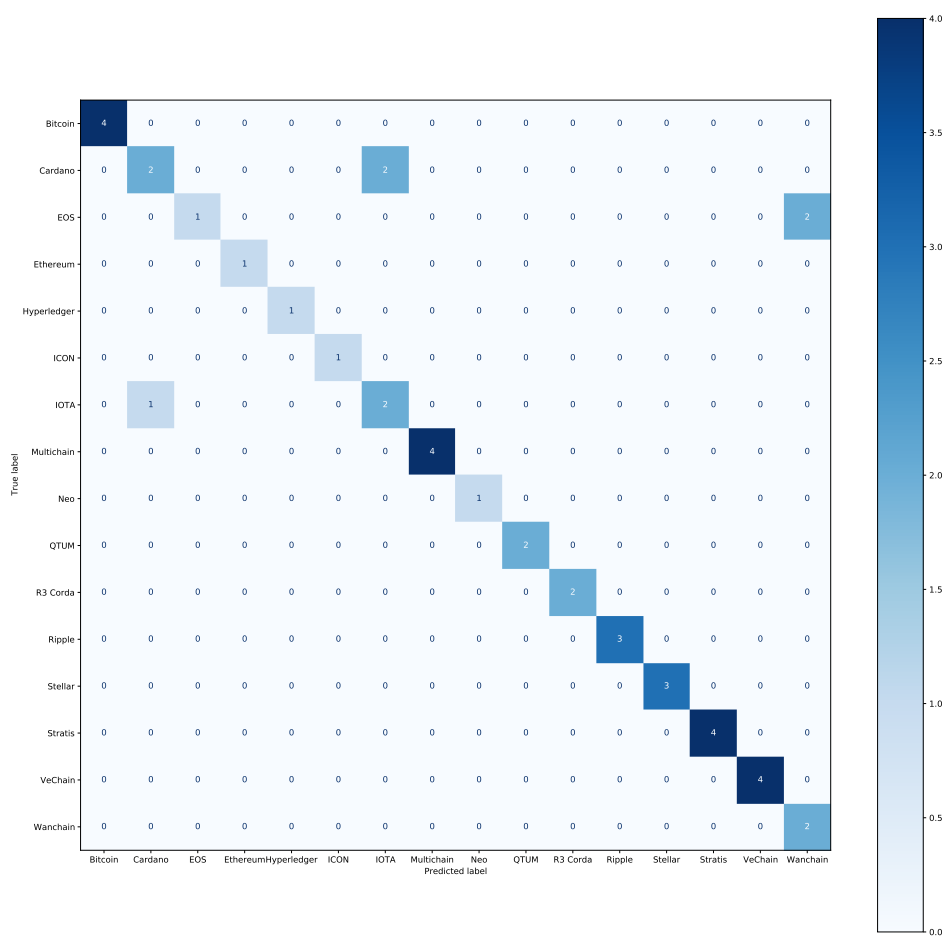 4.0
3.5
3.0
2.5
2.0
1.5
1.0
0.5
0.0
True label
Bitcoin 4 0 0 0 0 0 0 0 0 0 0 0 0 0 0 0
Cardano 0 2 0 0 0 0 2 0 0 0 0 0 0 0 0 0
EOS 0 0 1 0 0 0 0 0 0 0 0 0 0 0 0 2
Ethereum 0 0 0 1 0 0 0 0 0 0 0 0 0 0 0 0
Hyperledger 0 0 0 0 1 0 0 0 0 0 0 0 0 0 0 0
ICON 0 0 0 0 0 1 0 0 0 0 0 0 0 0 0 0
IOTA 0 1 0 0 0 0 2 0 0 0 0 0 0 0 0 0
Multichain 0 0 0 0 0 0 0 4 0 0 0 0 0 0 0 0
Neo 0 0 0 0 0 0 0 0 1 0 0 0 0 0 0 0
QTUM 0 0 0 0 0 0 0 0 0 2 0 0 0 0 0 0
R3 Corda 0 0 0 0 0 0 0 0 0 0 2 0 0 0 0 0
Ripple 0 0 0 0 0 0 0 0 0 0 0 3 0 0 0 0
Stellar 0 0 0 0 0 0 0 0 0 0 0 0 3 0 0 0
Stratis 0 0 0 0 0 0 0 0 0 0 0 0 0 4 0 0
VeChain 0 0 0 0 0 0 0 0 0 0 0 0 0 0 4 0
Wanchain 0 0 0 0 0 0 0 0 0 0 0 0 0 0 0 2
Bitcoin Cardano EOS Ethereum Hyperledger ICON IOTA Multichain Neo QTUM R3 Corda Ripple Stellar Stratis VeChain Wanchain
Predicted label